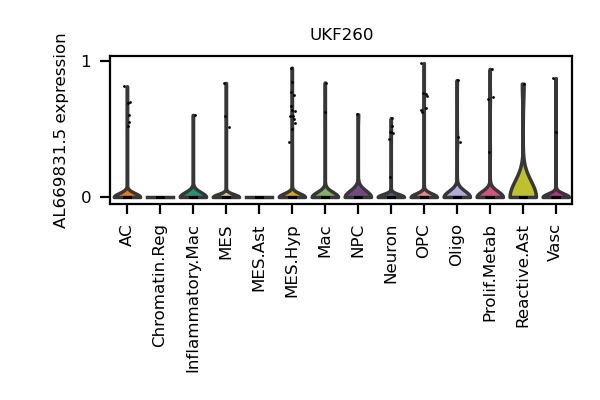 UKF260
AL669831.5 expression
1
0
AC
Chromatin.Reg
Inflammatory.Mac
MES
MES.Ast
MES.Hyp
Mac
NPC
Neuron
OPC
Oligo
Prolif.Metab
Reactive.Ast
Vasc